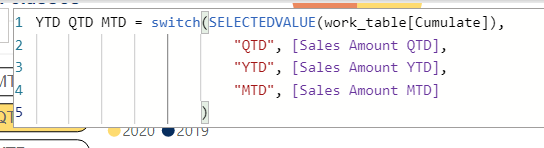 1 YTD QTD MTD = switch(SELECTEDVALUE(work_table[Cumulate]),
2 "QTD", [Sales Amount QTD],
3 "YTD", [Sales Amount YTD],
4 "MTD", [Sales Amount MTD]
5 )
2020 2019